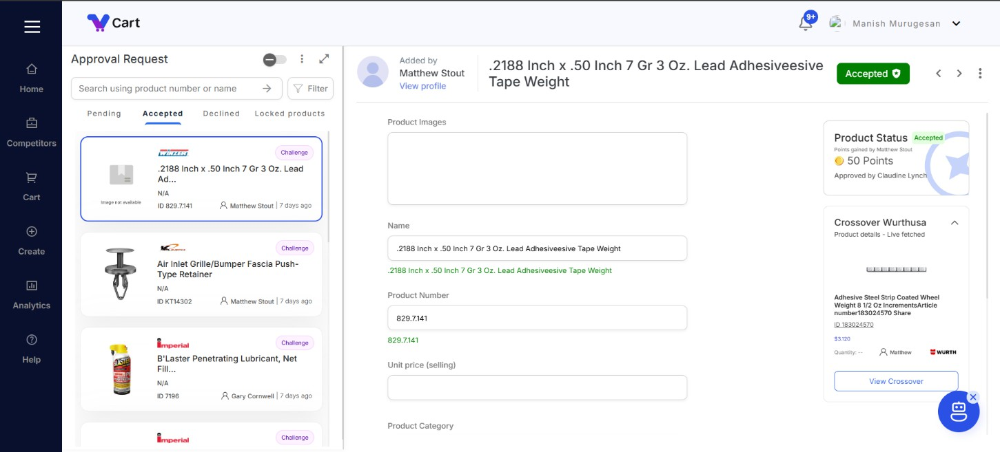 Cart
9+
Manish Murugesan
Home
Competitors
Cart
Create
Analytics
Help
Approval Request
Search using product number or name
Filter
Pending
Accepted
Declined
Locked products
WINZER
Challenge
.2188 Inch x .50 Inch 7 Gr 3 Oz. Lead
Ad...
N/A
Image not available
ID 829.7.141
Matthew Stout | 7 days ago
Challenge
Air Inlet Grille/Bumper Fascia Push-
Type Retainer
N/A
ID KT14302
Matthew Stout | 7 days ago
Imperial
Challenge
B'Laster Penetrating Lubricant, Net
Fill...
BLASTER
N/A
ID 7196
Gary Cornwell | 7 days ago
Imperial
Challenge
Added by
Matthew Stout
View profile
.2188 Inch x .50 Inch 7 Gr 3 Oz. Lead Adhesiveesive
Tape Weight
Accepted
Product Images
Name
.2188 Inch x .50 Inch 7 Gr 3 Oz. Lead Adhesiveesive Tape Weight
.2188 Inch x .50 Inch 7 Gr 3 Oz. Lead Adhesiveesive Tape Weight
Product Number
829.7.141
829.7.141
Unit price (selling)
Product Category
Product Status
Accepted
Points gained by Matthew Stout
50 Points
Approved by Claudine Lynch
Crossover Wurthusa
Product details - Live fetched
Adhesive Steel Strip Coated Wheel
Weight 8 1/2 Oz IncrementsArticle
number183024570 Share
ID 183024570
$3.120
Quantity: --
Matthew
WURTH
View Crossover